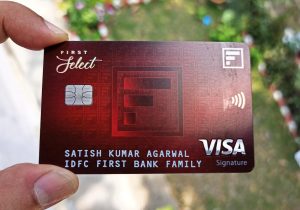 FIRST
Select
VISA
Signature
SATISH KUMAR AGARWAL
IDFC FIRST BANK FAMILY